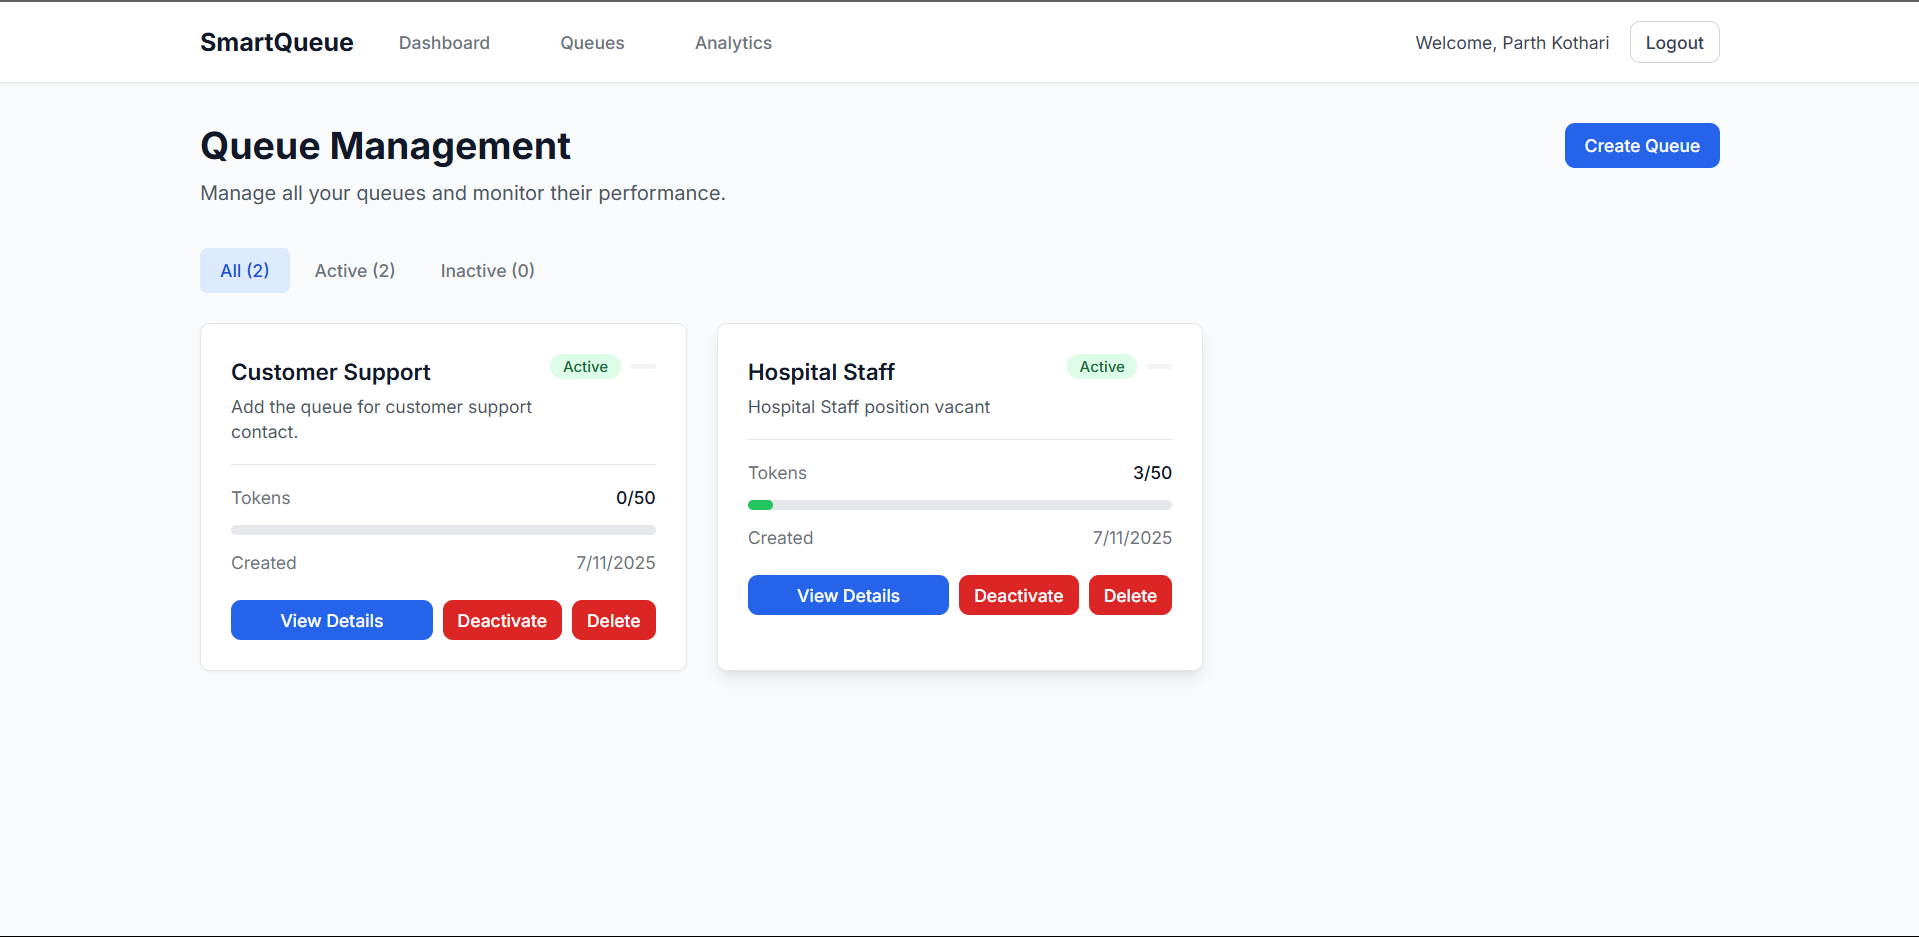 SmartQueue Dashboard Queues Analytics Welcome, Parth Kothari Logout
Queue Management
Create Queue
Manage all your queues and monitor their performance.
All (2) Active (2) Inactive (0)
Customer Support Active
Add the queue for customer support
contact.
Tokens 0/50
Created 7/11/2025
View Details Deactivate Delete
Hospital Staff Active
Hospital Staff position vacant
Tokens 3/50
Created 7/11/2025
View Details Deactivate Delete